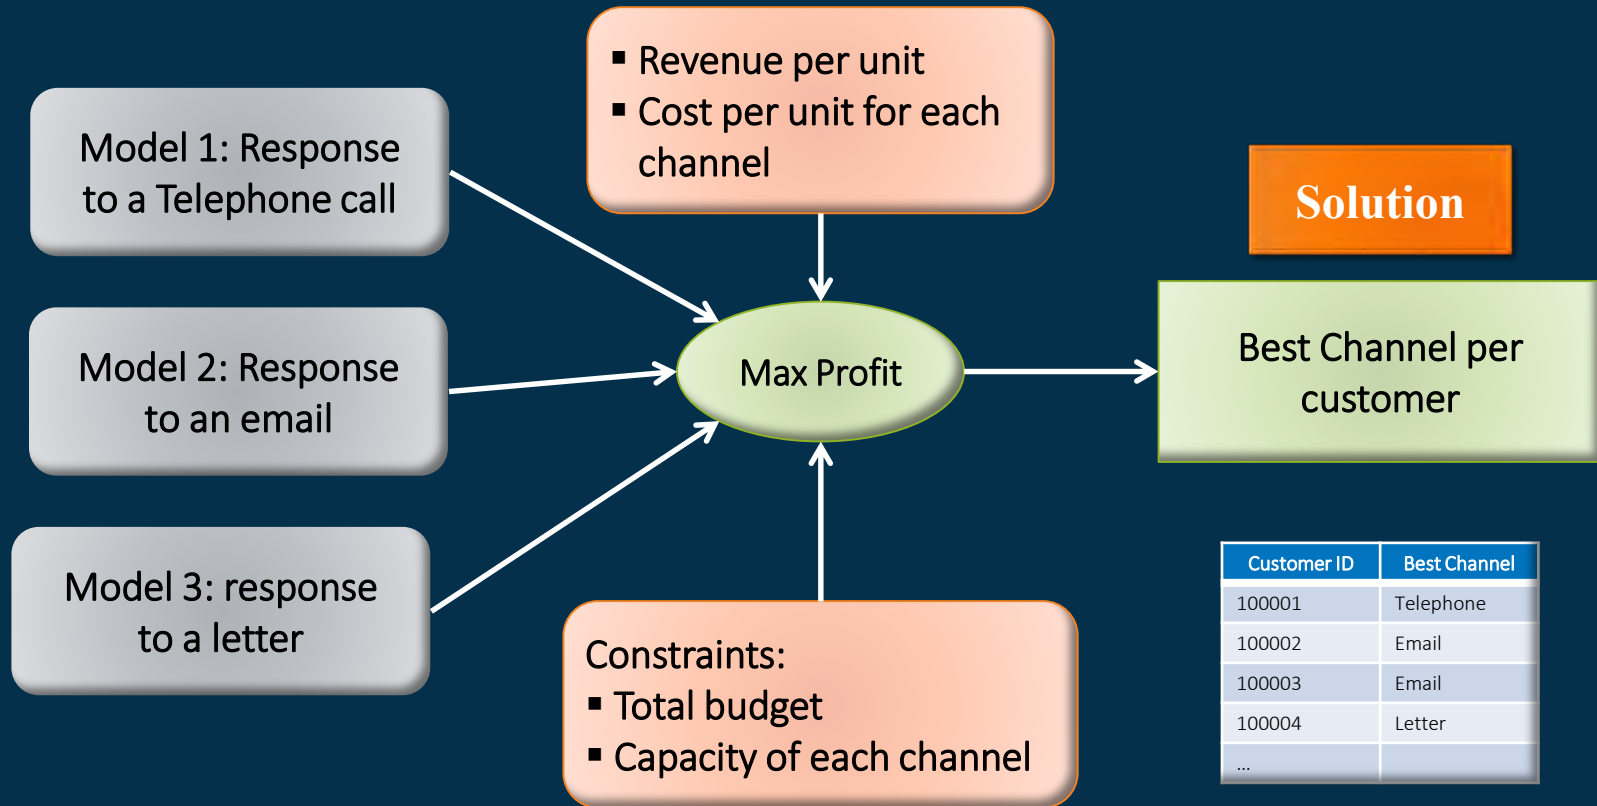 Model 1: Response
to a Telephone call
Model 2: Response
to an email
Model 3: response
to a letter
▪ Revenue per unit
▪ Cost per unit for each
channel
Max Profit
Constraints:
▪ Total budget
▪ Capacity of each channel
Solution
Best Channel per
customer
Customer ID Best Channel
100001 Telephone
100002 Email
100003 Email
100004 Letter
...